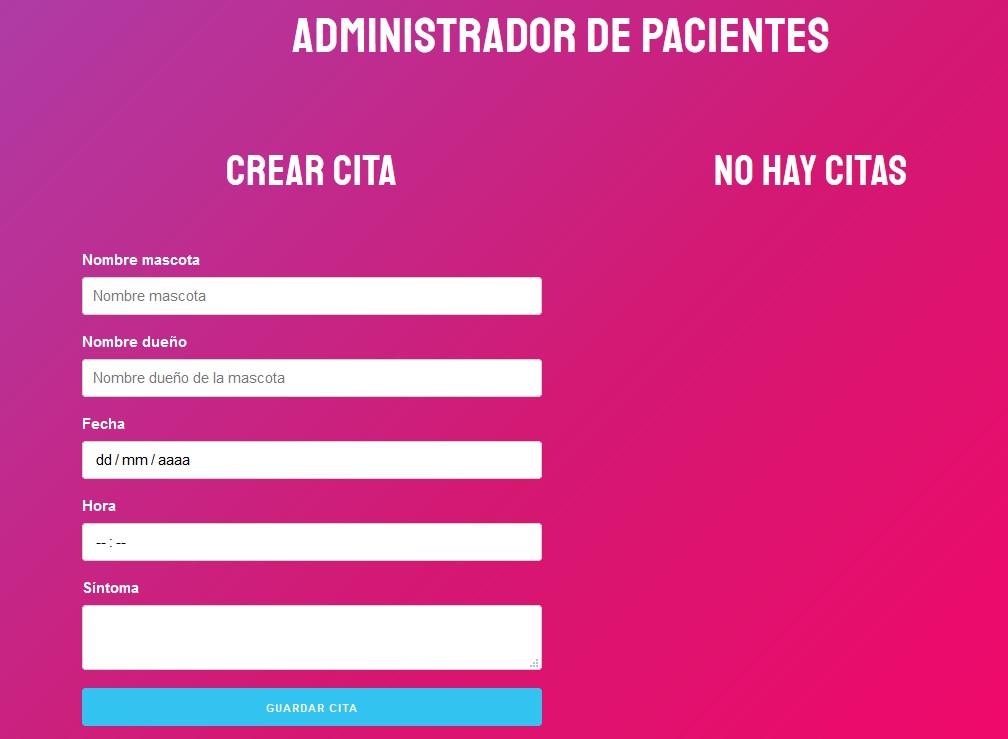 ADMINISTRADOR DE PACIENTES
CREAR CITA
NO HAY CITAS
Nombre mascota
Nombre mascota
Nombre dueño
Nombre dueño de la mascota
Fecha
dd/mm/aaaa
Hora
--:--
Síntoma
GUARDAR CITA